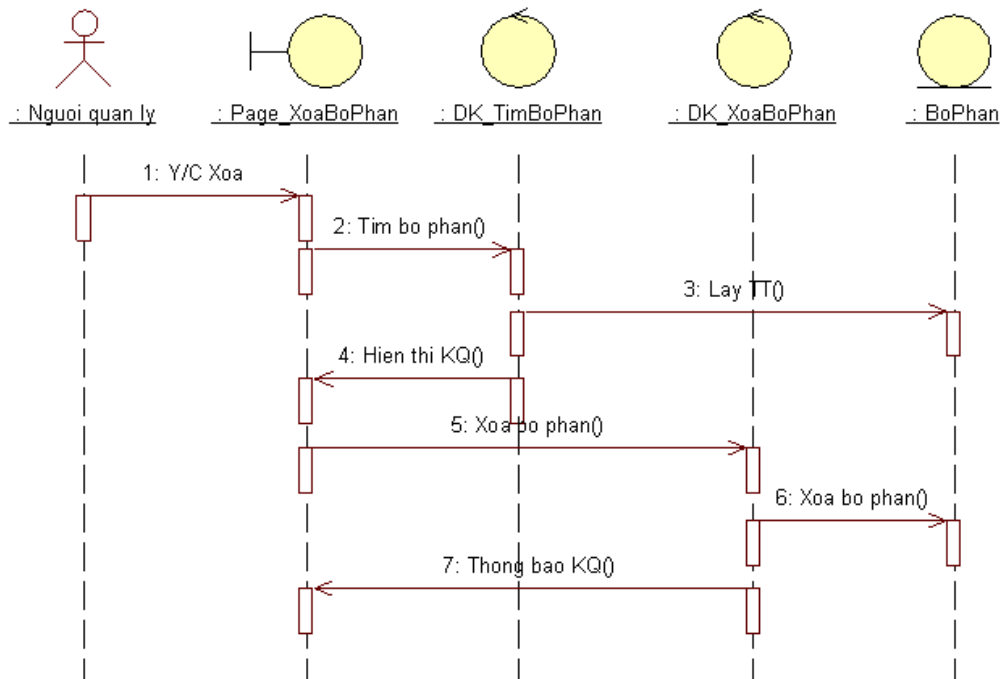 : Nguoi quan ly
: Page_XoaBoPhan
: DK_TimBoPhan
: DK_XoaBoPhan
: BoPhan
1: Y/C Xoa
2: Tim bo phan()
3: Lay TT()
4: Hien thi KQ()
5: Xoa bo phan()
6: Xoa bo phan()
7: Thong bao KQ()